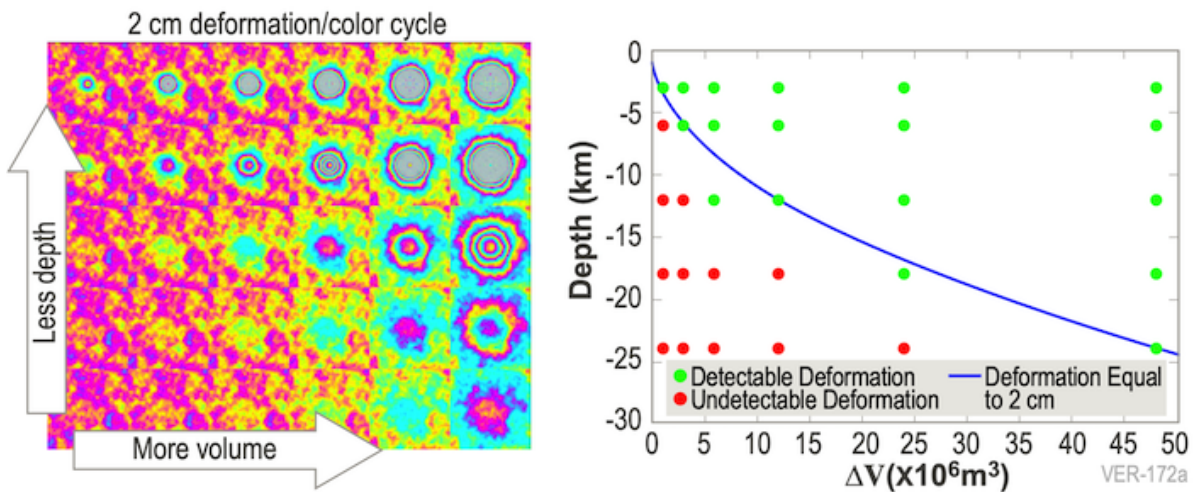 2 cm deformation/color cycle
Less depth
More volume
0
-5
-10
-15
-20
-25
-30
Depth (km)
Detectable Deformation
Undetectable Deformation
Deformation Equal
to 2 cm
0 5 10 15 20 25 30 35 40 45 50
ΔV(X10⁶m³)
VER-172a